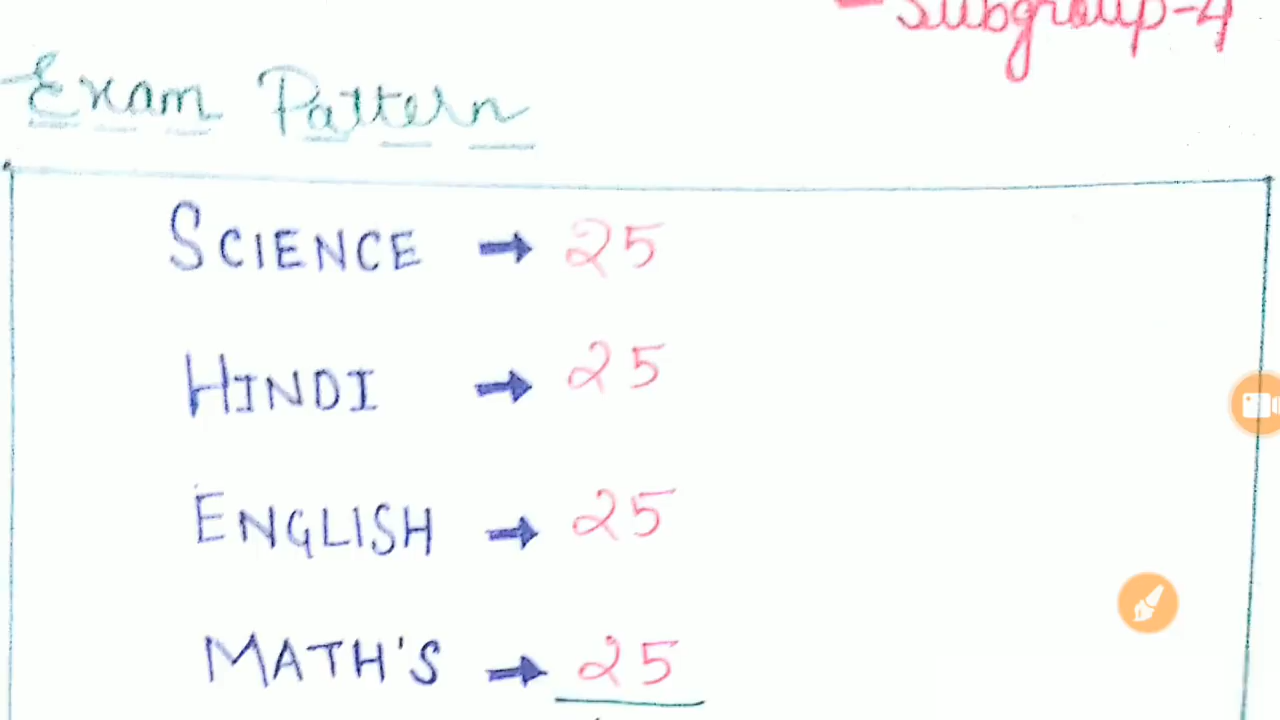 - Subgroup-4
Exam Pattern
SCIENCE → 25
HINDI → 25
ENGLISH → 25
MATH'S → 25